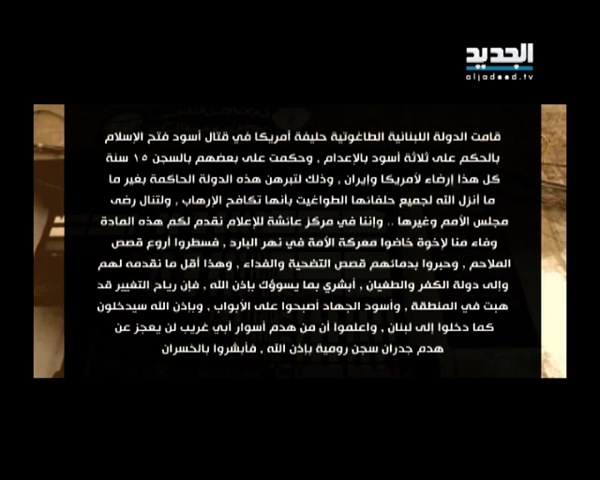 الجديد
aljadeed.tv
قامت الدولة اللبنانية الطاغوتية حليفة أمريكا في قتال أسود فتح الإسلام
بالحكم على ثلاثة أسود بالإعدام , وحكمت على بعضهم بالسجن ١٥ سنة
كل هذا إرضاء لأمريكا وإيران , وذلك لتبرهن هذه الدولة الحاكمة بغير ما
أنزل الله لجميع حلفائها الطواغيت بأنها تكافح الإرهاب , ولتنال رضى
مجلس الأمم وغيرها .. وإننا في مركز عائشة للإعلام نقدم لكم هذه المادة
وفاء منا لإخوة خاضوا معركة الأمة في نهر البارد , فسطروا أروع قصص
الملاحم , وحبروا بدمائهم قصص التضحية والفداء , وهذا أقل ما نقدمه لهم
وإلى دولة الكفر والطغيان , أبشري بما يسوؤك بإذن الله , فإن رياح التغيير قد
هبت في المنطقة , وأسود الجهاد أصبحوا على الأبواب , وبإذن الله سيدخلون
كما دخلوا إلى لبنان , واعلموا أن من هدم أسوار أبي غريب لن يعجز عن
هدم جدران سجن رومية بإذن الله , فأبشروا بالخسران